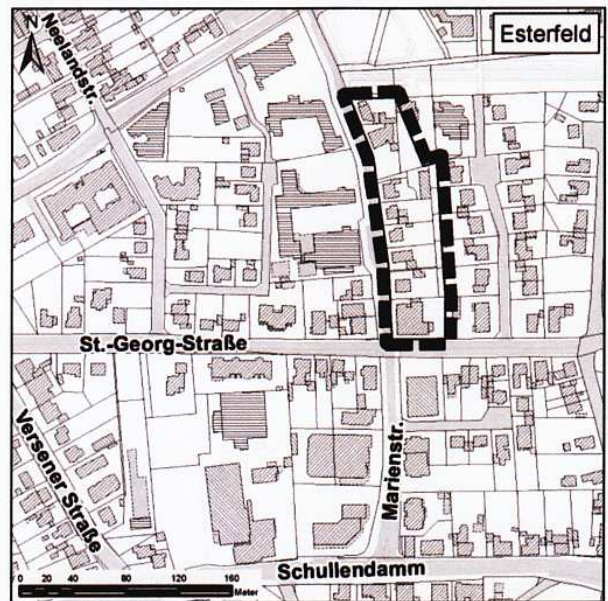 N
Esterfeld
Neelandstr.
St.-Georg-Straße
Versener Straße
Marienstr.
Schullendamm
0 20 40 80 120 160
Meter